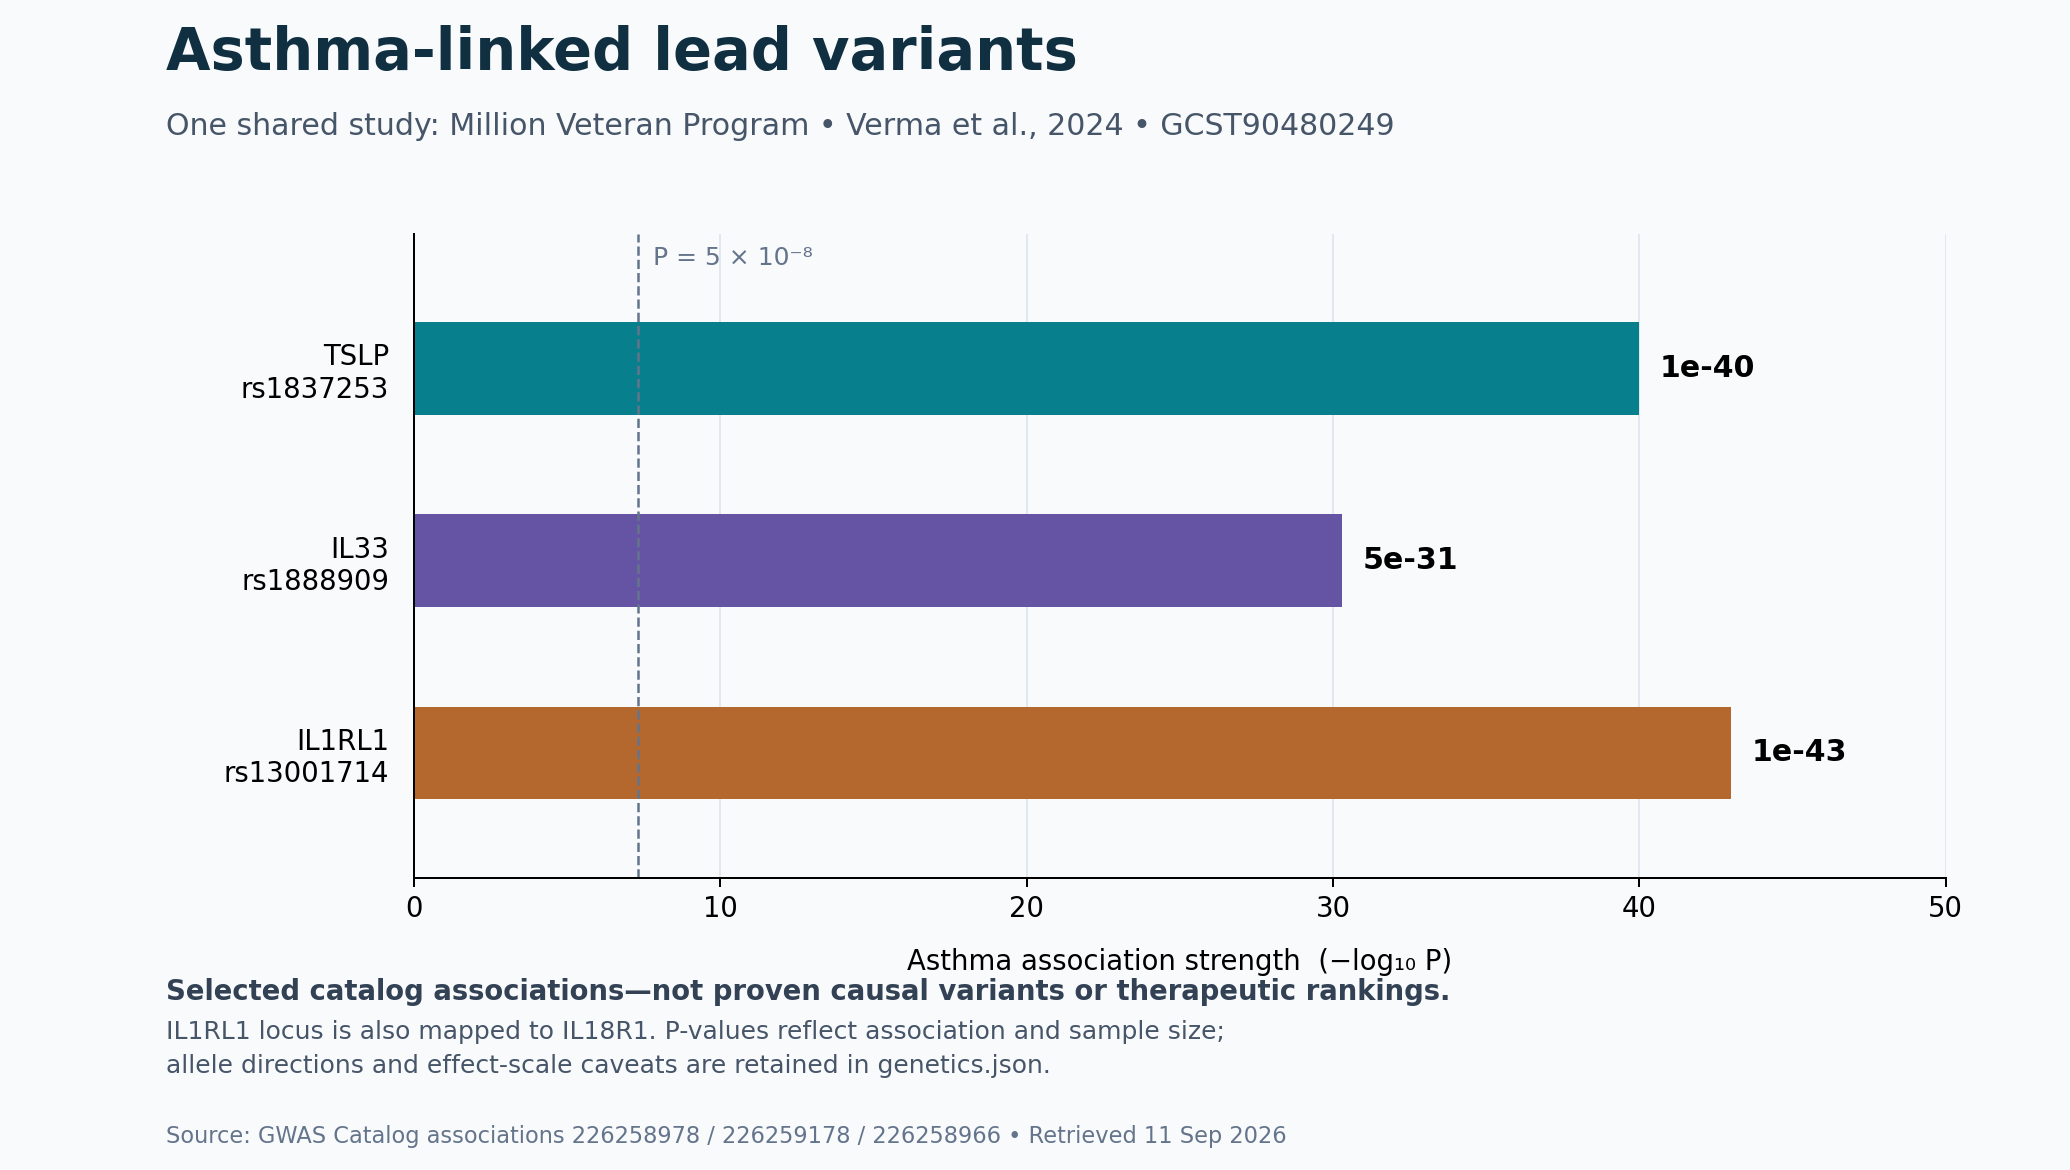 Asthma-linked lead variants
One shared study: Million Veteran Program • Verma et al., 2024 • GCST90480249
P = 5 × 10⁻⁸
TSLP
rs1837253
1e-40
IL33
rs1888909
5e-31
IL1RL1
rs13001714
1e-43
0 10 20 30 40 50
Asthma association strength (−log₁₀ P)
Selected catalog associations—not proven causal variants or therapeutic rankings.
IL1RL1 locus is also mapped to IL18R1. P-values reflect association and sample size;
allele directions and effect-scale caveats are retained in genetics.json.
Source: GWAS Catalog associations 226258978 / 226259178 / 226258966 • Retrieved 11 Sep 2026